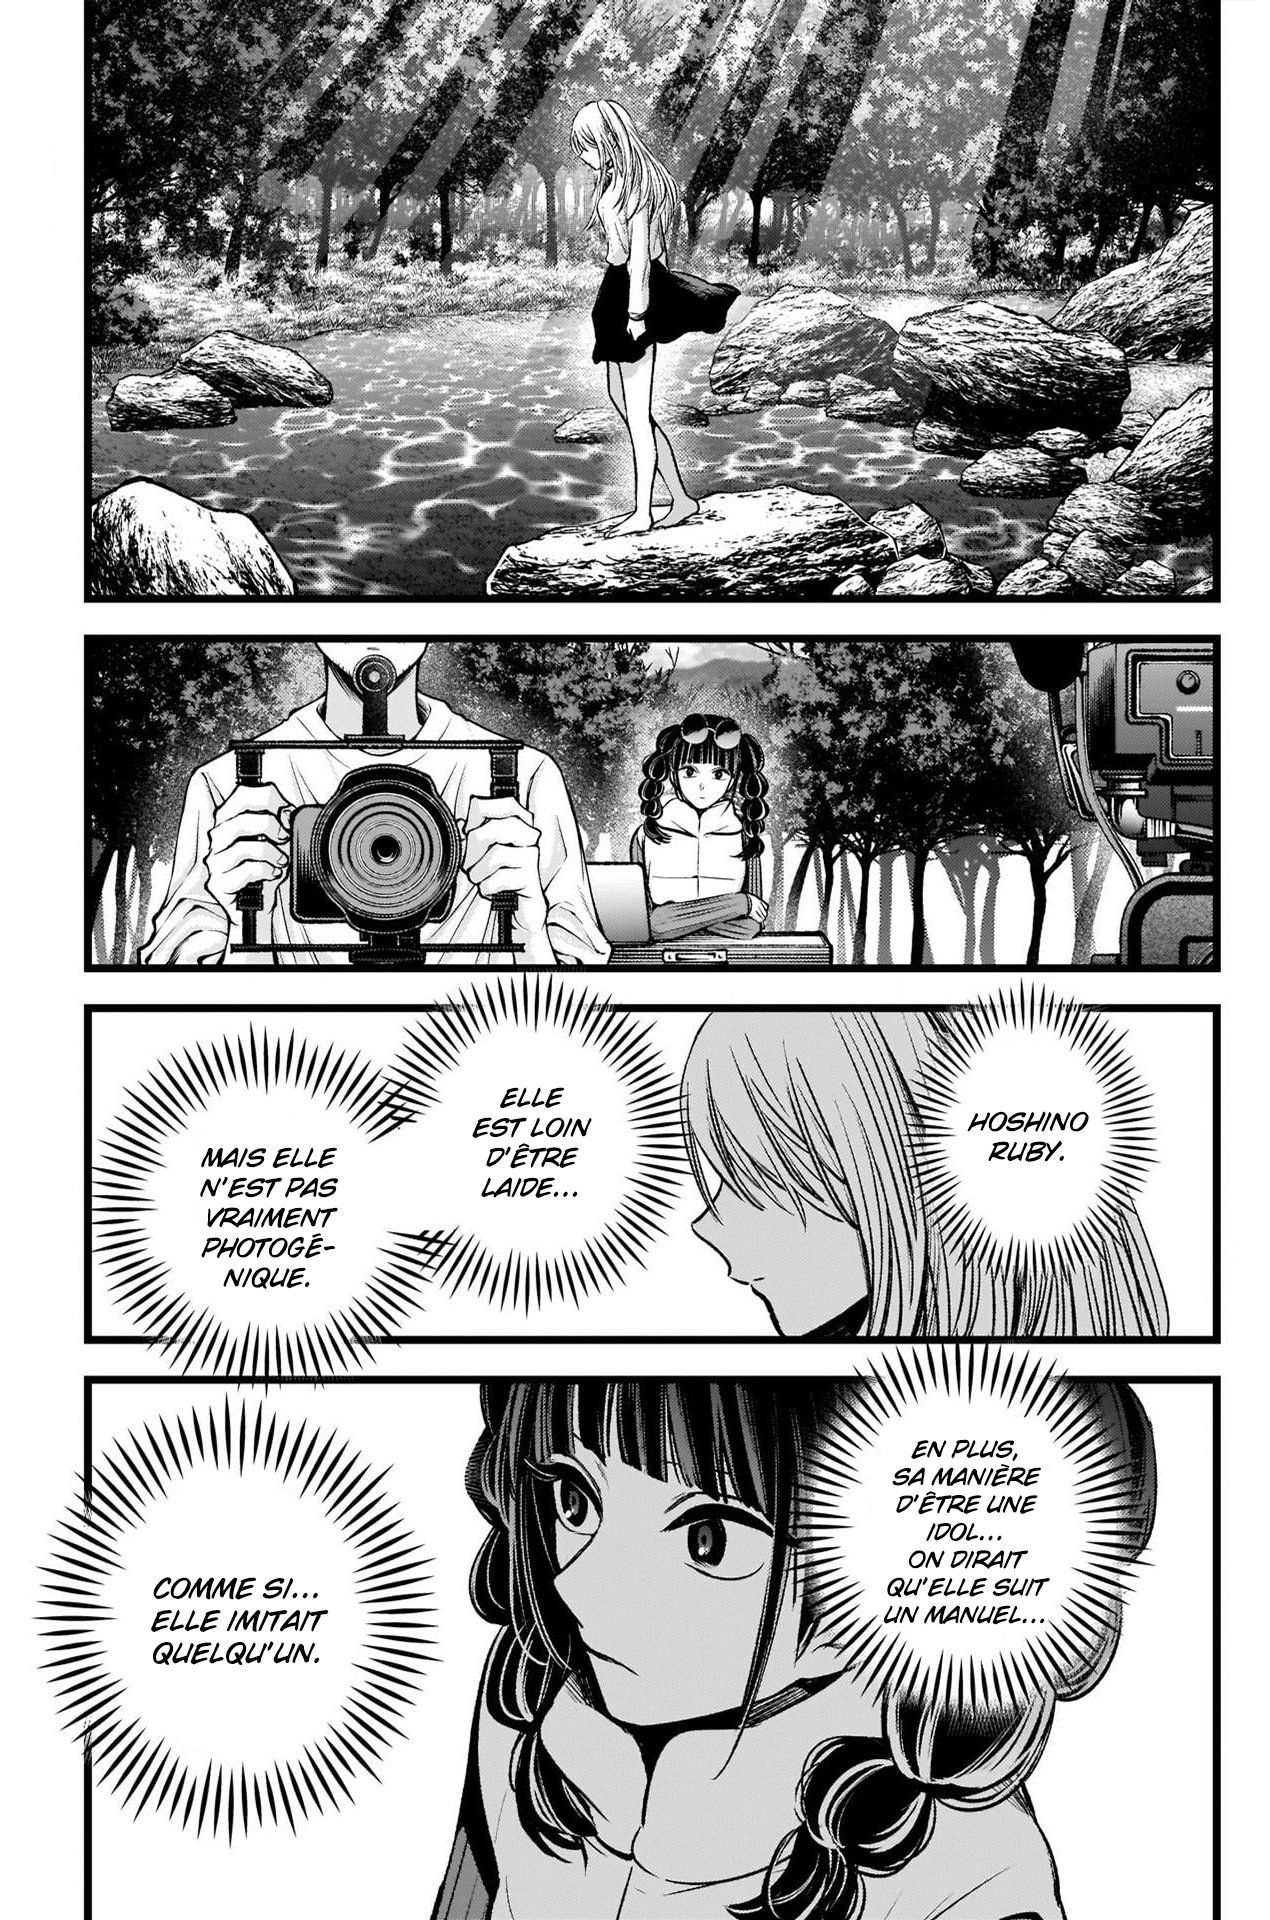 HOSHINO
RUBY.
ELLE
EST LOIN
D'ÊTRE
LAIDE...
MAIS ELLE
N'EST PAS
VRAIMENT
PHOTOGÉ-
NIQUE.
EN PLUS,
SA MANIÈRE
D'ÊTRE UNE
IDOL...
ON DIRAIT
QU'ELLE SUIT
UN MANUEL...
COMME SI...
ELLE IMITAIT
QUELQU'UN.